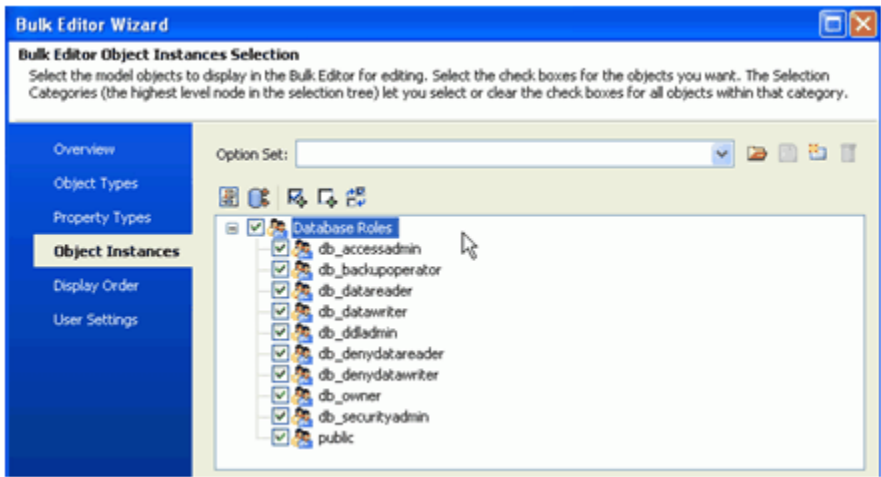 Bulk Editor Wizard
Bulk Editor Object Instances Selection
Select the model objects to display in the Bulk Editor for editing. Select the check boxes for the objects you want. The Selection
Categories (the highest level node in the selection tree) let you select or clear the check boxes for all objects within that category.
Overview
Object Types
Property Types
Object Instances
Display Order
User Settings
Option Set:
Database Roles
db_accessadmin
db_backupoperator
db_datareader
db_datawriter
db_ddladmin
db_denydatareader
db_denydatawriter
db_owner
db_securityadmin
public